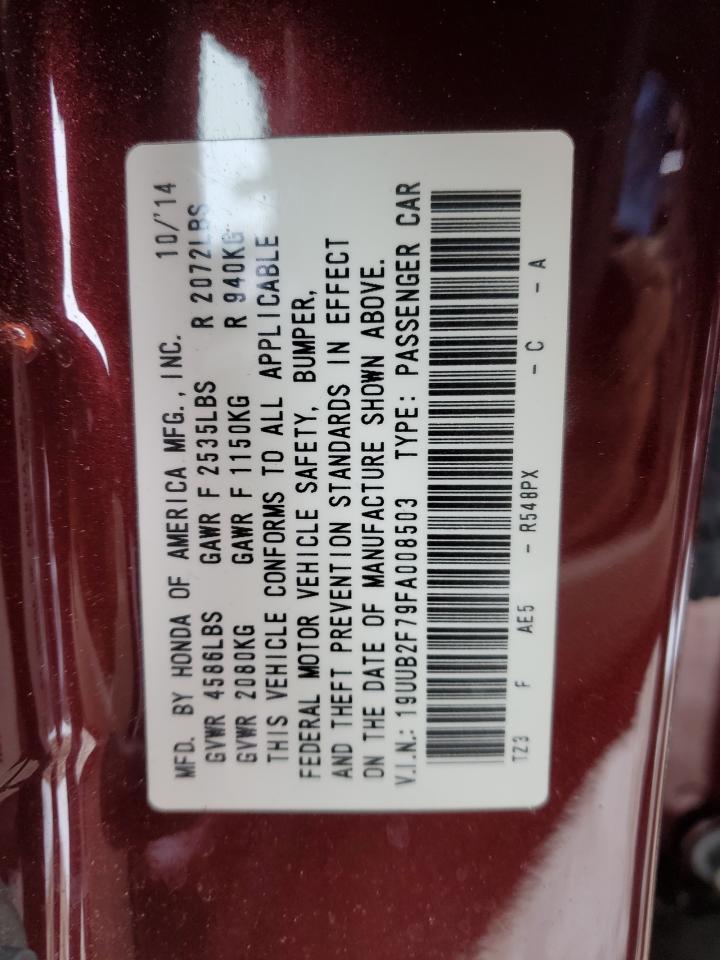 MFD. BY HONDA OF AMERICA MFG., INC. 10/'14
GVWR 4586LBS GAWR F 2535LBS R 2072LBS
GVWR 2080KG GAWR F 1150KG R 940KG
THIS VEHICLE CONFORMS TO ALL APPLICABLE
FEDERAL MOTOR VEHICLE SAFETY, BUMPER,
AND THEFT PREVENTION STANDARDS IN EFFECT
ON THE DATE OF MANUFACTURE SHOWN ABOVE.
V.I.N.: 19UUB2F79FA008503 TYPE: PASSENGER CAR
TZ3 F AE5 - R548PX - C - A